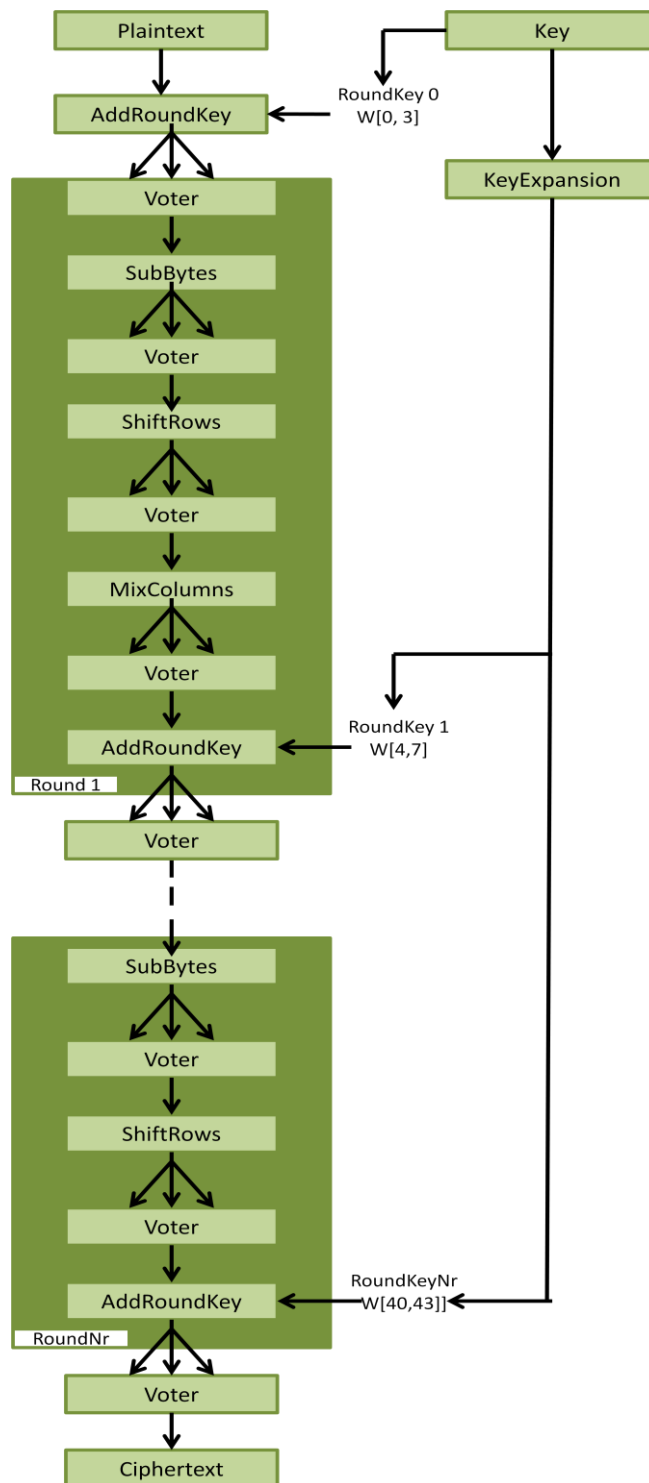 Plaintext
Key
RoundKey 0
W[0, 3]
AddRoundKey
KeyExpansion
Voter
SubBytes
Voter
ShiftRows
Voter
MixColumns
Voter
RoundKey 1
W[4,7]
AddRoundKey
Round 1
Voter
SubBytes
Voter
ShiftRows
Voter
RoundKeyNr
W[40,43]]
AddRoundKey
RoundNr
Voter
Ciphertext